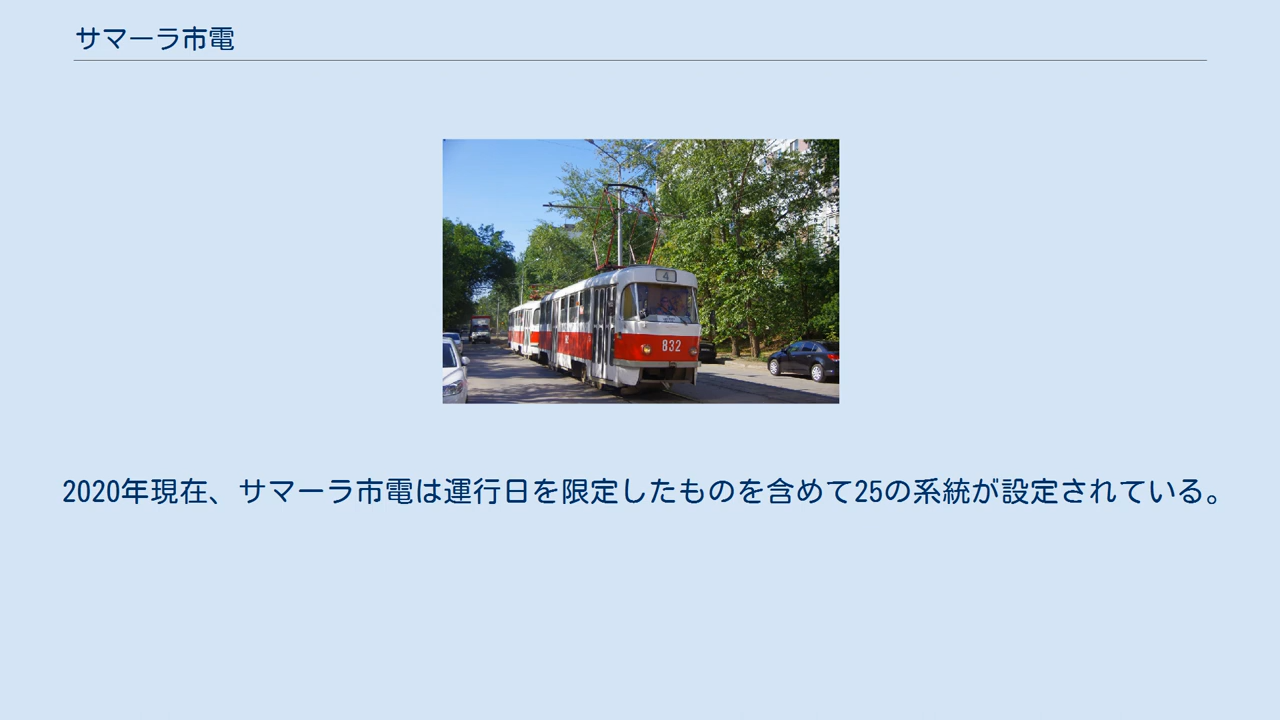 サマーラ市電
4
832
2020年現在、サマーラ市電は運行日を限定したものを含めて25の系統が設定されている。